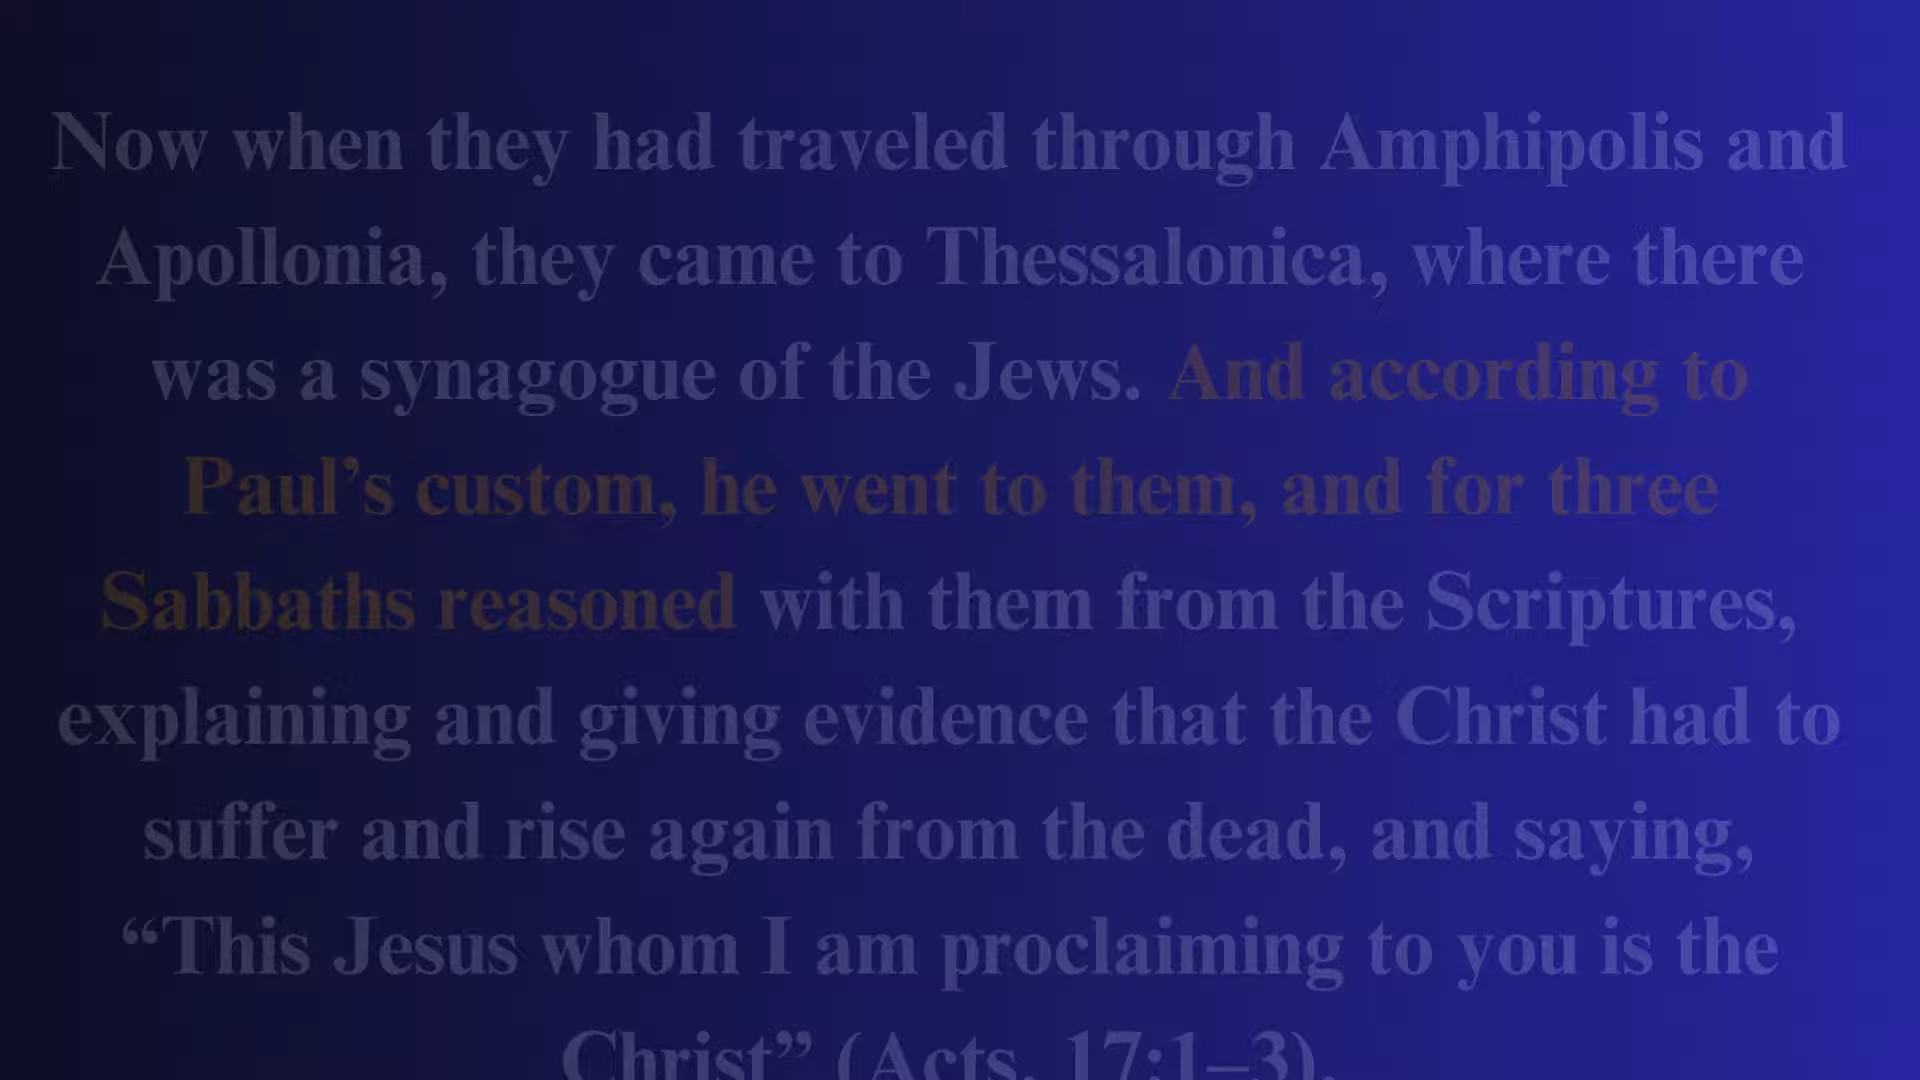 Now when they had traveled through Amphipolis and
Apollonia, they came to Thessalonica, where there
was a synagogue of the Jews. And according to
Paul’s custom, he went to them, and for three
Sabbaths reasoned with them from the Scriptures,
explaining and giving evidence that the Christ had to
suffer and rise again from the dead, and saying,
“This Jesus whom I am proclaiming to you is the
Christ” (Acts. 17:1–3).